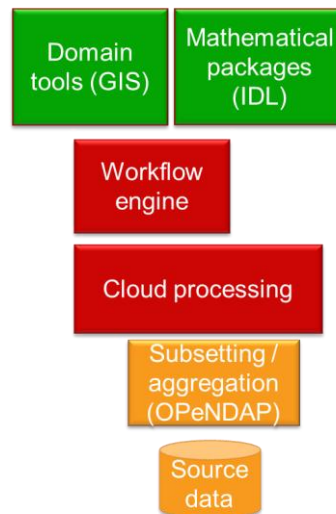 Domain
tools (GIS)
Mathematical
packages
(IDL)
Workflow
engine
Cloud processing
Subsetting /
aggregation
(OPeNDAP)
Source
data